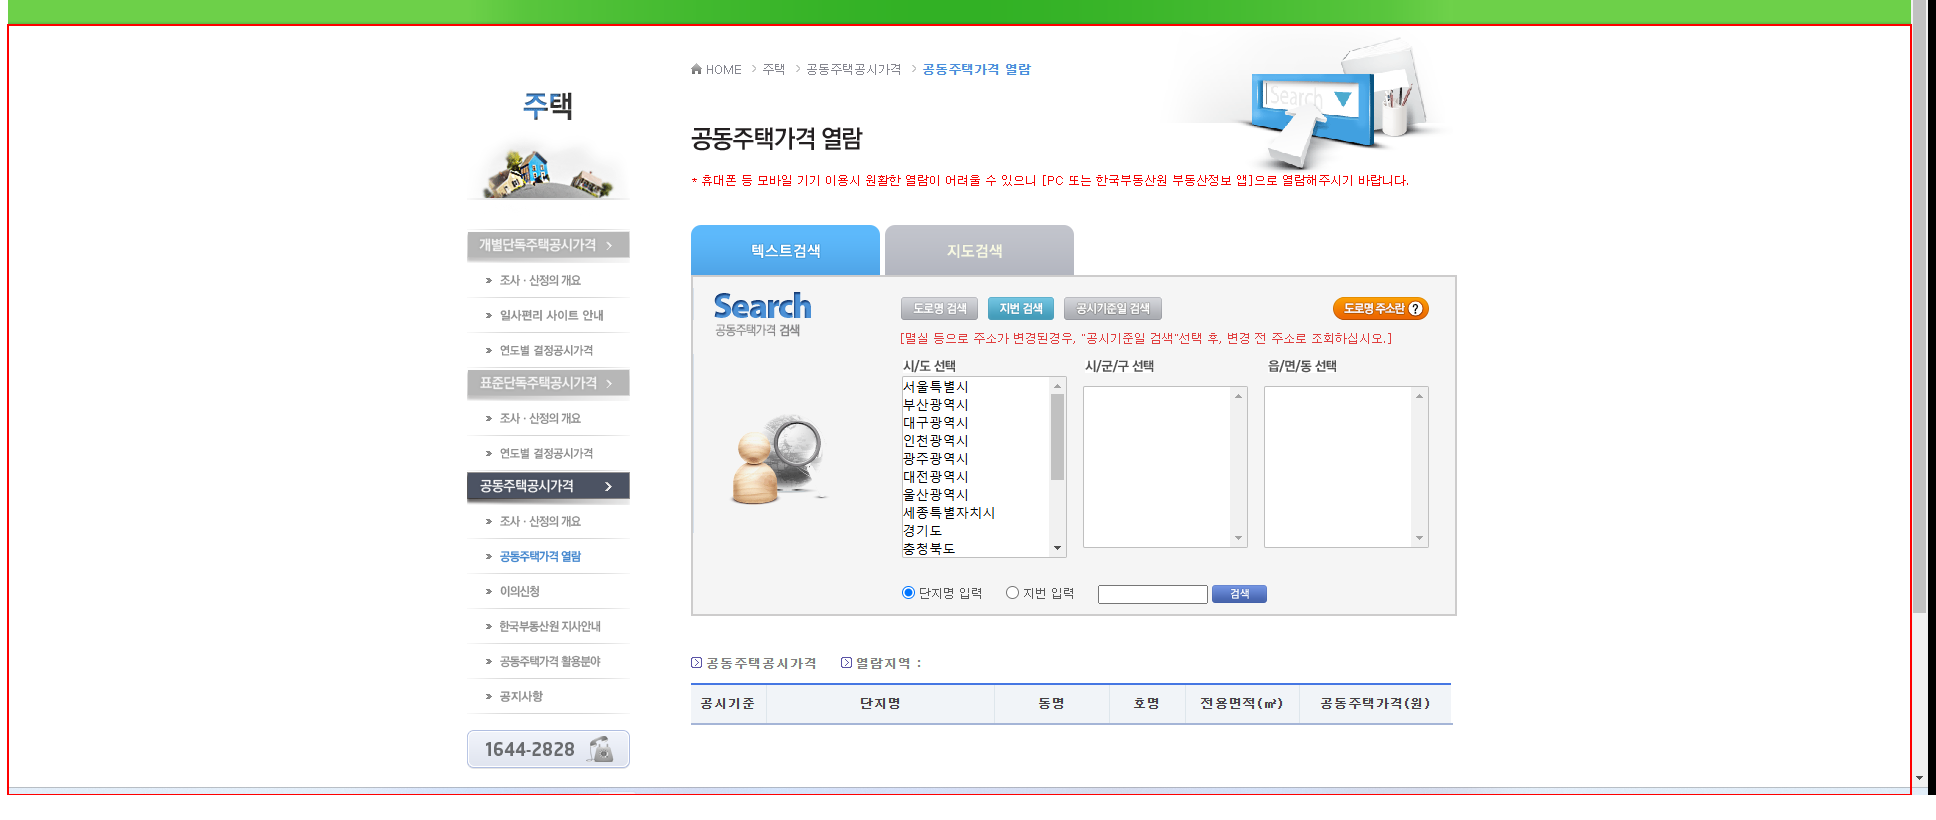 HOME > 주택 > 공동주택공시가격 > 공동주택가격 열람
주택
Search
공동주택가격 열람
* 휴대폰 등 모바일 기기 이용시 원활한 열람이 어려울 수 있으니 [PC 또는 한국부동산원 부동산정보 앱]으로 열람해주시기 바랍니다.
개별단독주택공시가격 >
» 조사 · 산정의 개요
» 일사편리 사이트 안내
» 연도별 결정공시가격
표준단독주택공시가격 >
» 조사 · 산정의 개요
» 연도별 결정공시가격
공동주택공시가격 >
» 조사 · 산정의 개요
» 공동주택가격 열람
» 이의신청
» 한국부동산원 지사안내
» 공동주택가격 활용분야
» 공지사항
1644-2828
텍스트검색 지도검색
Search
공동주택가격 검색
도로명 검색 지번 검색 공시기준일 검색 도로명 주소란 ?
[멸실 등으로 주소가 변경된경우, "공시기준일 검색"선택 후, 변경 전 주소로 조회하십시오.]
시/도 선택 시/군/구 선택 읍/면/동 선택
서울특별시
부산광역시
대구광역시
인천광역시
광주광역시
대전광역시
울산광역시
세종특별자치시
경기도
충청북도
단지명 입력 지번 입력 검색
공동주택공시가격 열람지역 :
공시기준 단지명 동명 호명 전용면적(㎡) 공동주택가격(원)